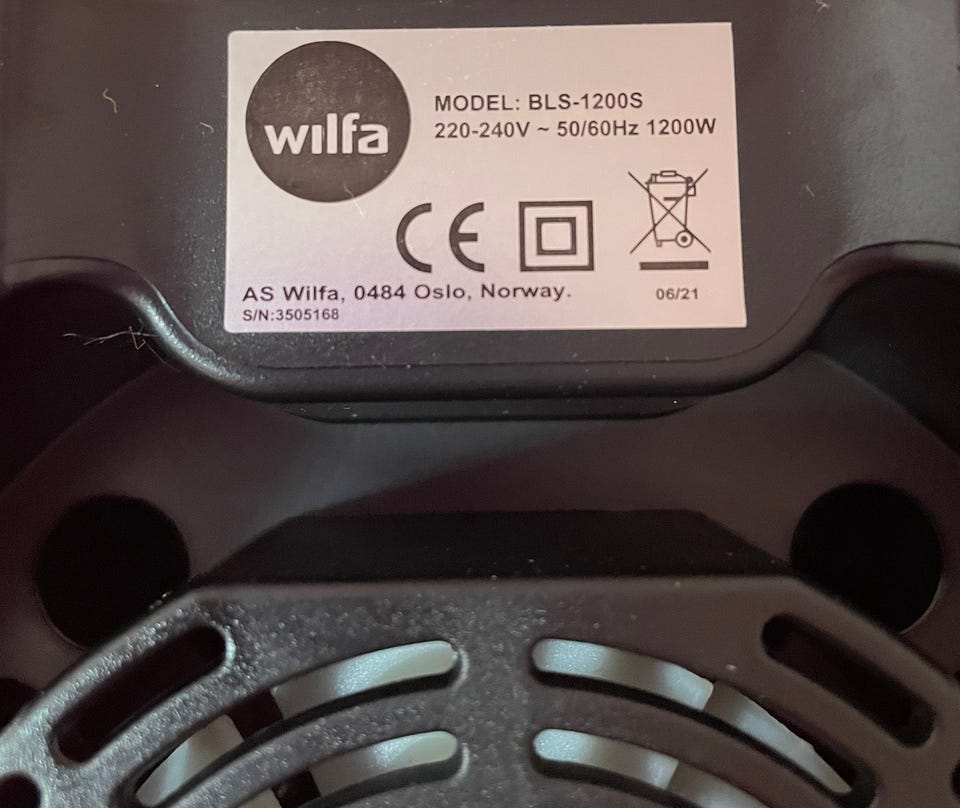 wilfa
MODEL: BLS-1200S
220-240V ~ 50/60Hz 1200W
CE
AS Wilfa, 0484 Oslo, Norway.
S/N:3505168
06/21